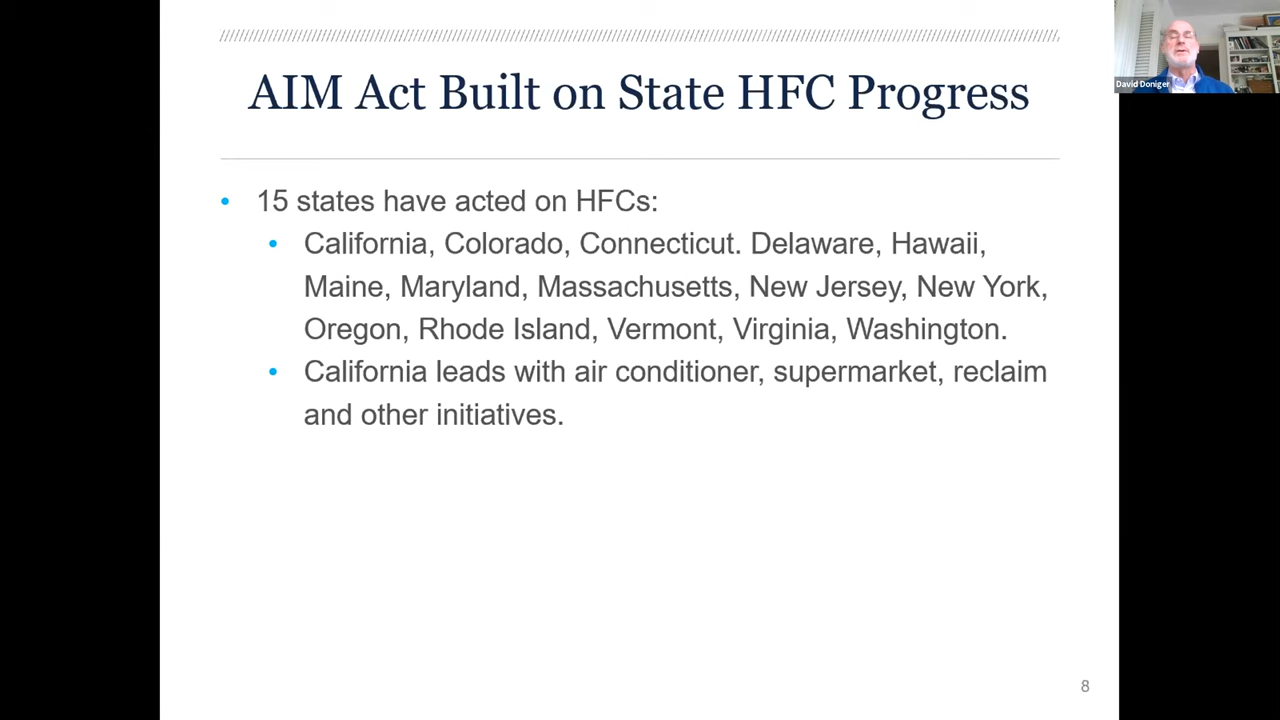 AIM Act Built on State HFC Progress
• 15 states have acted on HFCs:
• California, Colorado, Connecticut. Delaware, Hawaii,
Maine, Maryland, Massachusetts, New Jersey, New York,
Oregon, Rhode Island, Vermont, Virginia, Washington.
• California leads with air conditioner, supermarket, reclaim
and other initiatives.
8
David Doniger